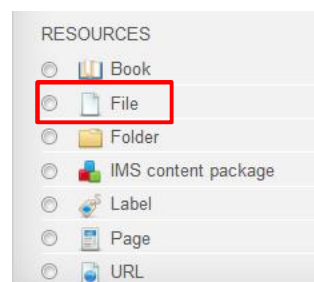 RESOURCES
Book
File
Folder
IMS content package
Label
Page
URL